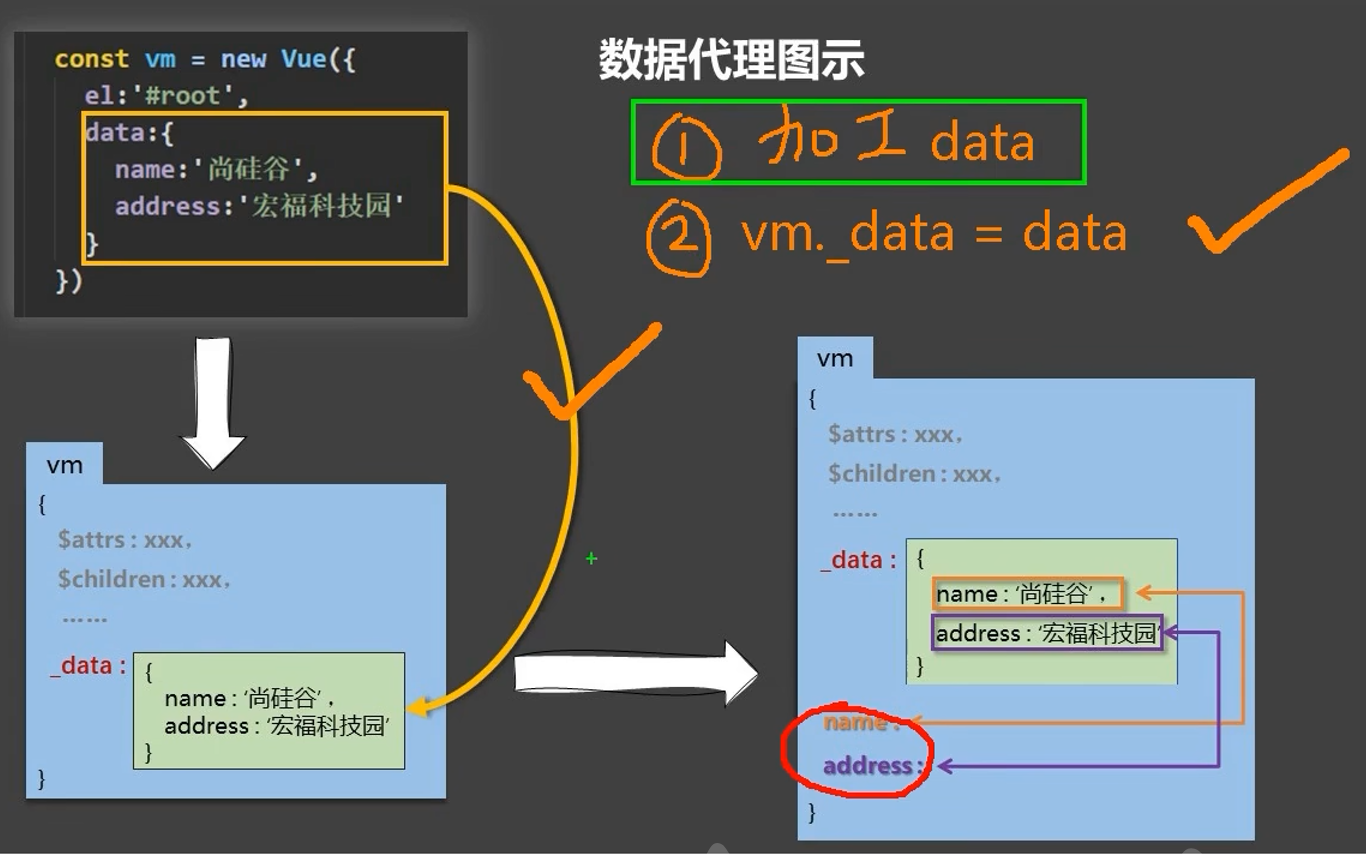 const vm = new Vue({
el:'#root',
data:{
name:'尚硅谷',
address:'宏福科技园'
}
})
数据代理图示
① 加工 data
② vm._data = data
vm
{
$attrs : xxx，
$children : xxx，
……
_data :
{
name : ‘尚硅谷’，
address : ‘宏福科技园’
}
}
vm
{
$attrs : xxx，
$children : xxx，
……
_data :
{
name : ‘尚硅谷’，
address : ‘宏福科技园’
}
name :
address :
}